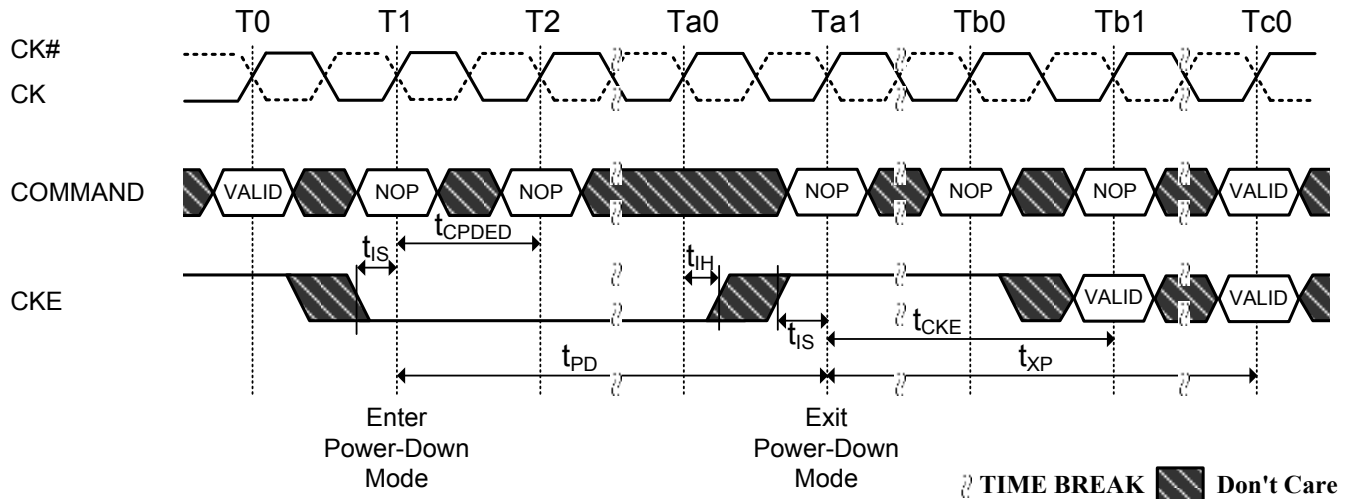 T0 T1 T2 Ta0 Ta1 Tb0 Tb1 Tc0
CK#
CK
COMMAND VALID NOP NOP NOP NOP NOP VALID
tCPDED
tIS tIH
CKE VALID VALID
tIS tCKE
tPD tXP
Enter
Power-Down
Mode
Exit
Power-Down
Mode
TIME BREAK Don't Care